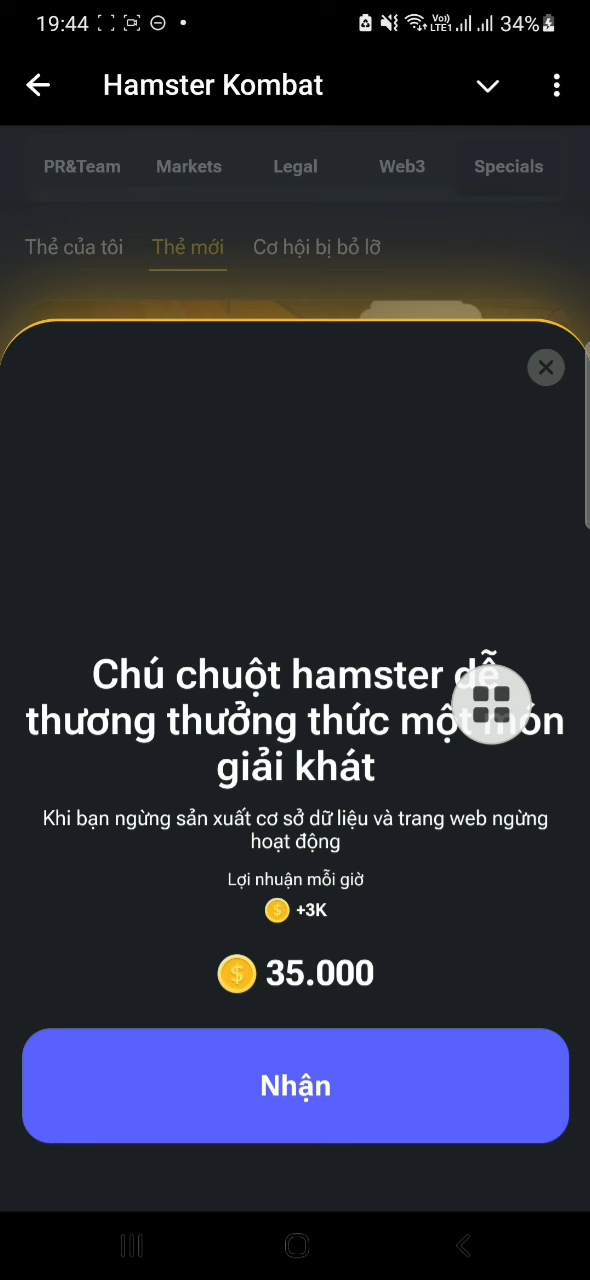 19:44
34%
Hamster Kombat
PR&Team Markets Legal Web3 Specials
Thẻ của tôi Thẻ mới Cơ hội bị bỏ lỡ
Chú chuột hamster dễ
thương thưởng thức một món
giải khát
Khi bạn ngừng sản xuất cơ sở dữ liệu và trang web ngừng
hoạt động
Lợi nhuận mỗi giờ
+3K
35.000
Nhận